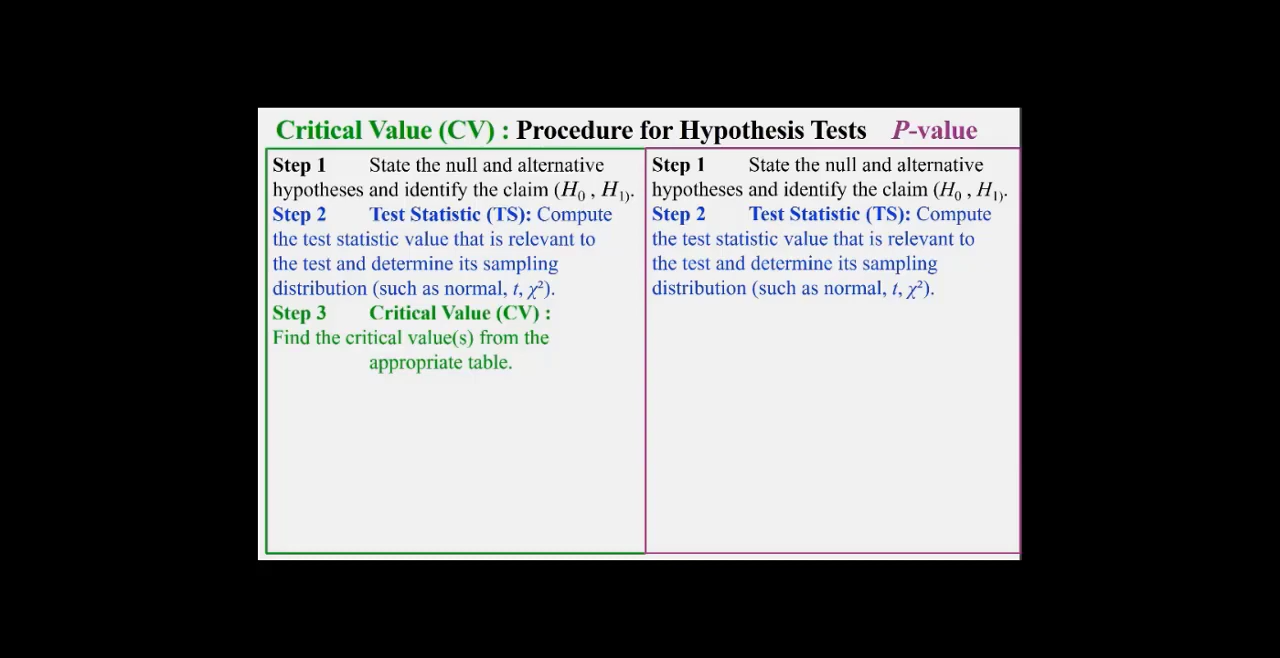 Critical Value (CV) : Procedure for Hypothesis Tests P-value
Step 1 State the null and alternative
hypotheses and identify the claim (H₀ , H₁).
Step 2 Test Statistic (TS): Compute
the test statistic value that is relevant to
the test and determine its sampling
distribution (such as normal, t, χ²).
Step 3 Critical Value (CV) :
Find the critical value(s) from the
appropriate table.
Step 1 State the null and alternative
hypotheses and identify the claim (H₀ , H₁).
Step 2 Test Statistic (TS): Compute
the test statistic value that is relevant to
the test and determine its sampling
distribution (such as normal, t, χ²).